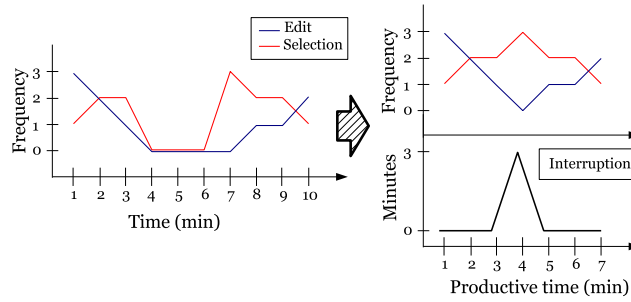 Edit
Selection
Frequency
3
2
1
0
1 2 3 4 5 6 7 8 9 10
Time (min)
Frequency
3
2
1
0
Minutes
3
0
Interruption
1 2 3 4 5 6 7
Productive time (min)